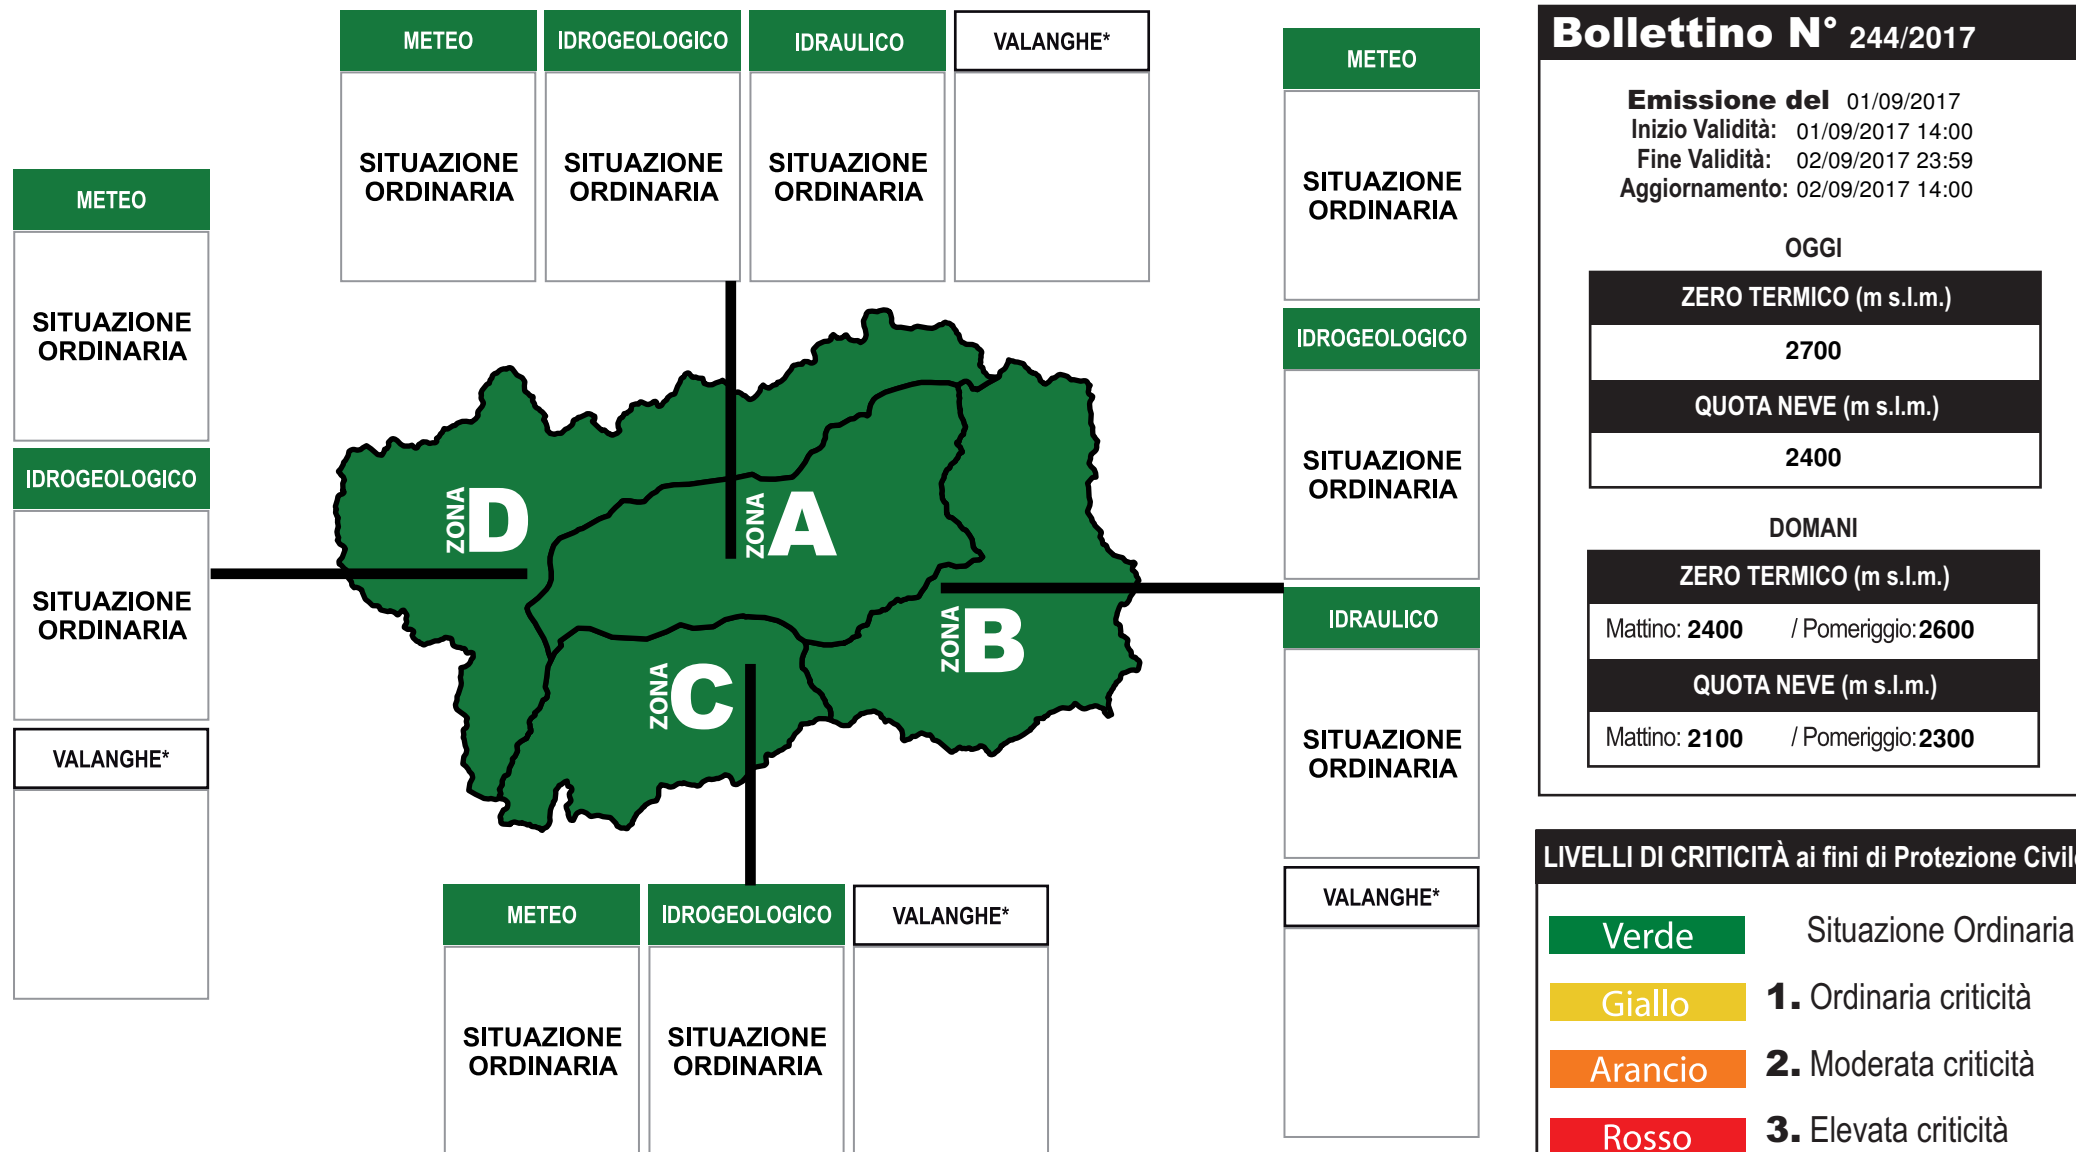 METEO
IDROGEOLOGICO
IDRAULICO
VALANGHE*
SITUAZIONE
ORDINARIA
SITUAZIONE
ORDINARIA
SITUAZIONE
ORDINARIA
METEO
SITUAZIONE
ORDINARIA
IDROGEOLOGICO
SITUAZIONE
ORDINARIA
VALANGHE*
ZONA D
ZONA A
ZONA B
ZONA C
METEO
SITUAZIONE
ORDINARIA
IDROGEOLOGICO
SITUAZIONE
ORDINARIA
IDRAULICO
SITUAZIONE
ORDINARIA
VALANGHE*
METEO
IDROGEOLOGICO
VALANGHE*
SITUAZIONE
ORDINARIA
SITUAZIONE
ORDINARIA
Bollettino N° 244/2017
Emissione del 01/09/2017
Inizio Validità: 01/09/2017 14:00
Fine Validità: 02/09/2017 23:59
Aggiornamento: 02/09/2017 14:00
OGGI
ZERO TERMICO (m s.l.m.)
2700
QUOTA NEVE (m s.l.m.)
2400
DOMANI
ZERO TERMICO (m s.l.m.)
Mattino: 2400 / Pomeriggio: 2600
QUOTA NEVE (m s.l.m.)
Mattino: 2100 / Pomeriggio: 2300
LIVELLI DI CRITICITÀ ai fini di Protezione Civile
Verde Situazione Ordinaria
Giallo 1. Ordinaria criticità
Arancio 2. Moderata criticità
Rosso 3. Elevata criticità